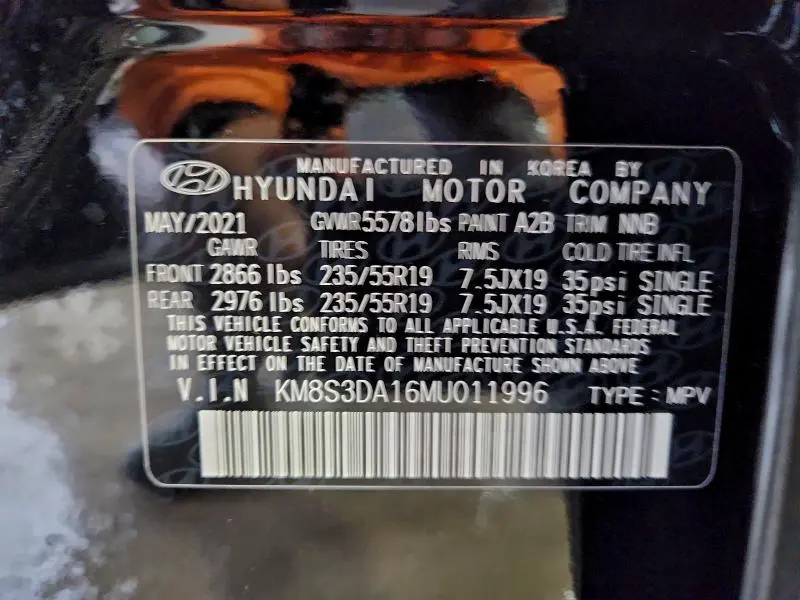 MANUFACTURED IN KOREA BY
HYUNDAI MOTOR COMPANY
MAY/2021 GVWR5578lbs PAINT A2B TRIM NNB
GAWR TIRES RIMS COLD TIRE INFL
FRONT 2866 lbs 235/55R19 7.5JX19 35psi SINGLE
REAR 2976 lbs 235/55R19 7.5JX19 35psi SINGLE
THIS VEHICLE CONFORMS TO ALL APPLICABLE U.S.A. FEDERAL
MOTOR VEHICLE SAFETY AND THEFT PREVENTION STANDARDS
IN EFFECT ON THE DATE OF MANUFACTURE SHOWN ABOVE
V.I.N KM8S3DA16MU011996 TYPE : MPV